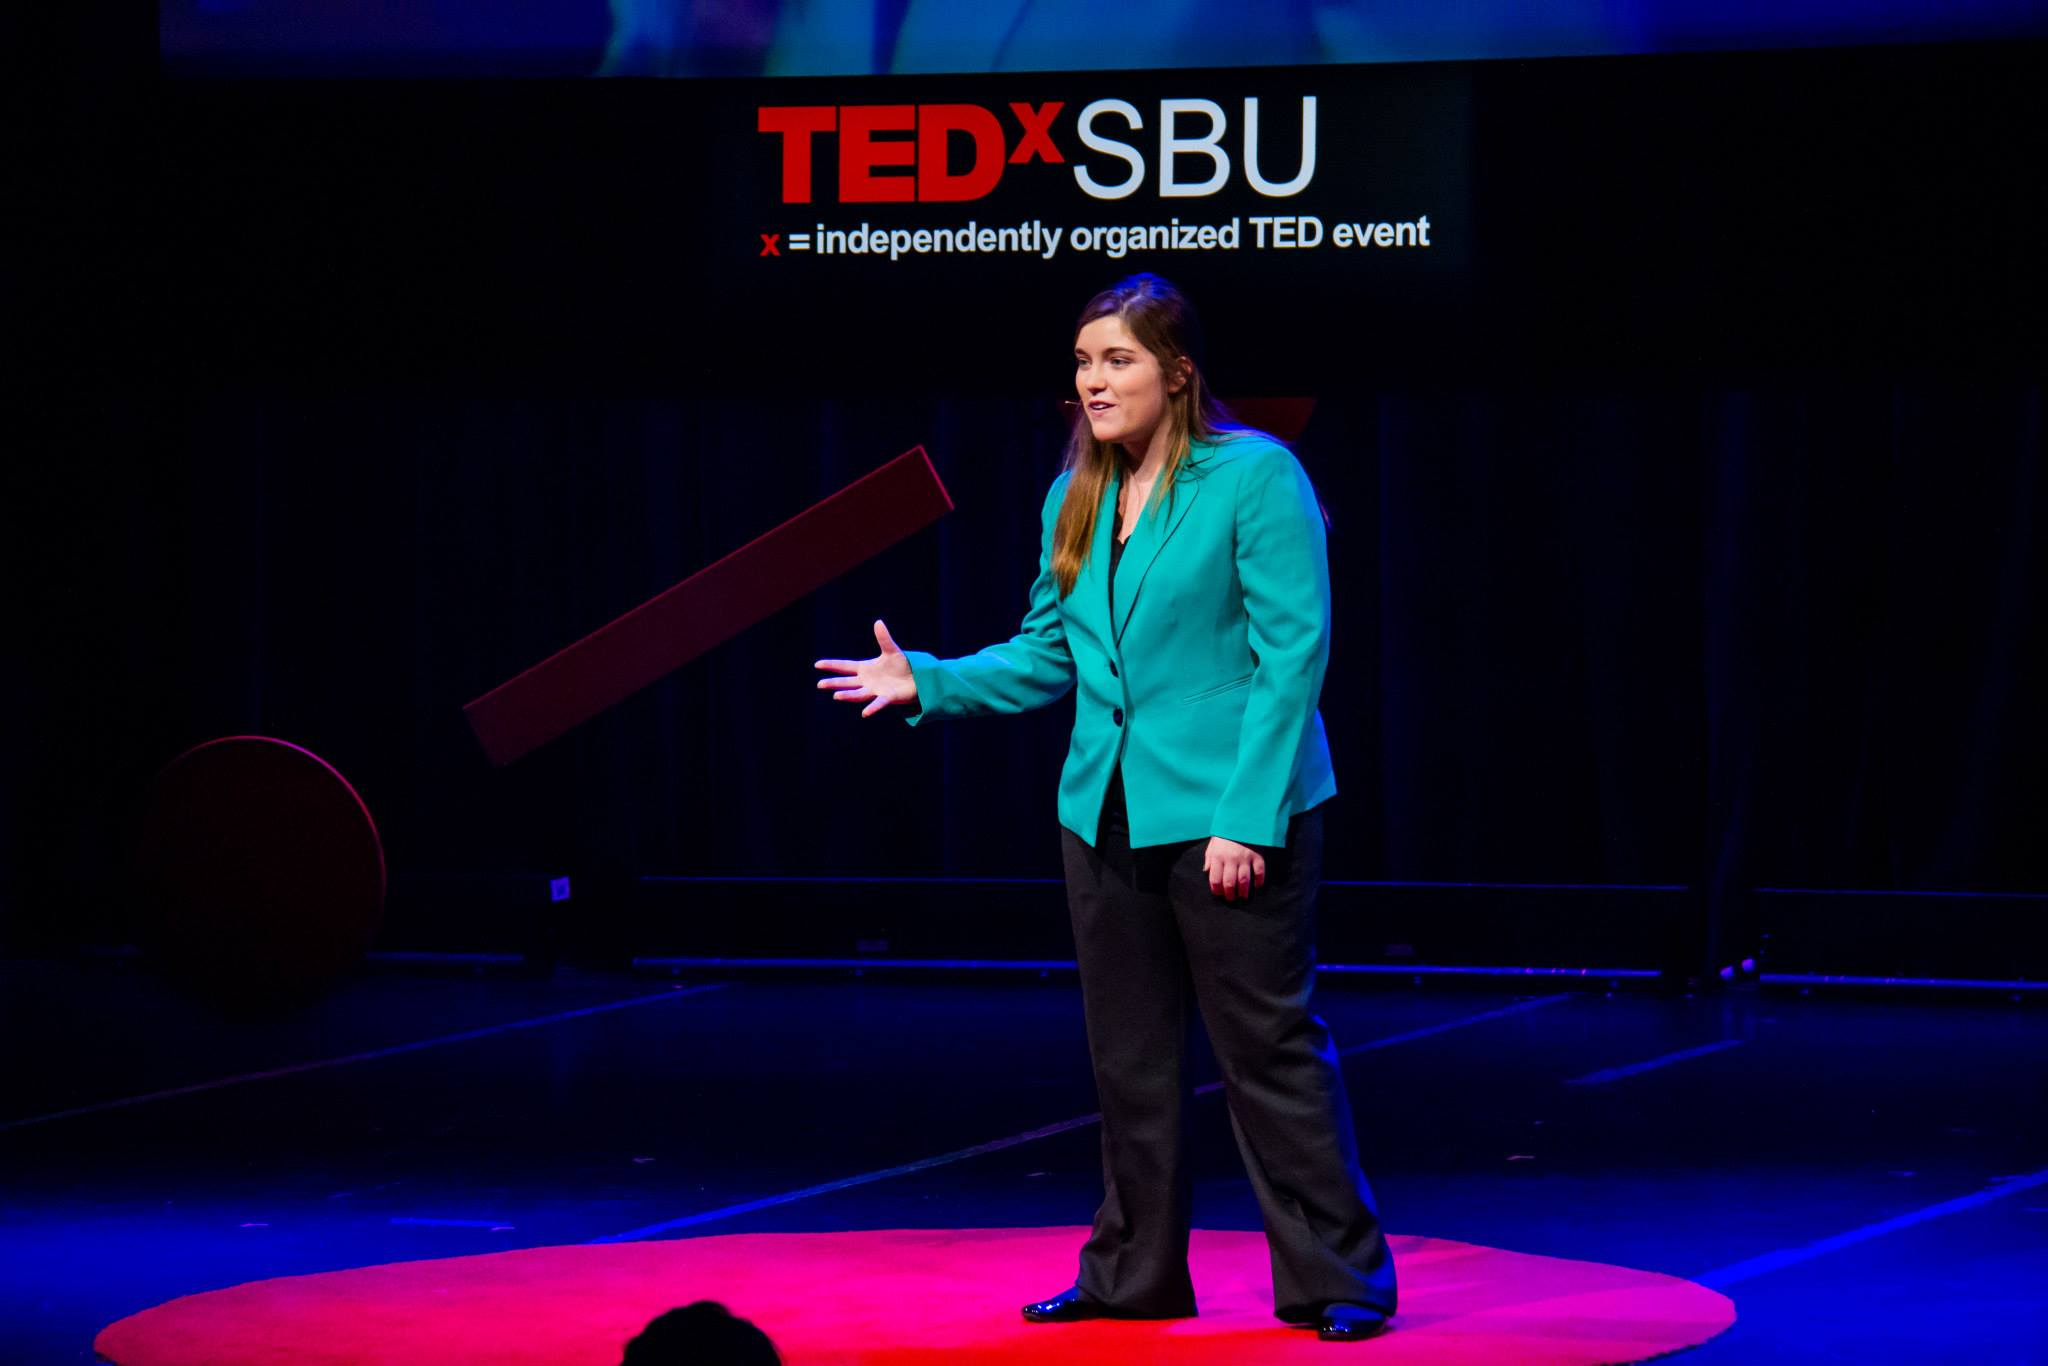 TEDxSBU
x = independently organized TED event